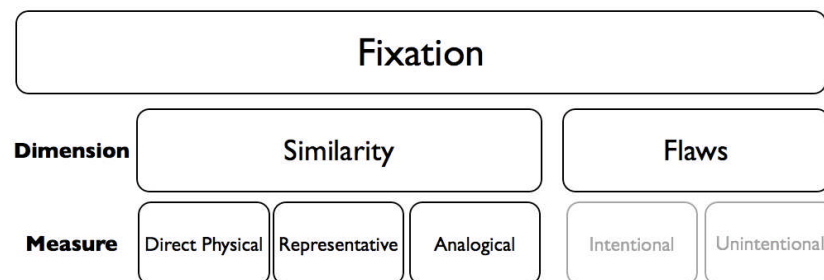 Fixation
Dimension Similarity Flaws
Measure Direct Physical Representative Analogical Intentional Unintentional